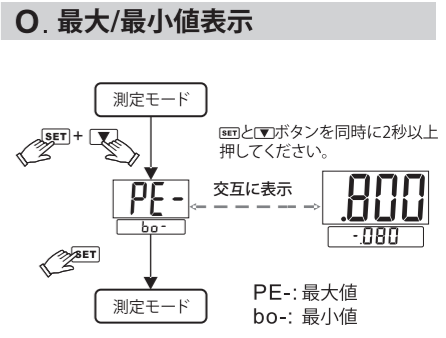 O. 最大/最小値表示
測定モード
SET + ▼
SETと▼ボタンを同時に2秒以上
押してください。
PE-
bo-
交互に表示
.800
-.080
SET
測定モード
PE-: 最大値
bo-: 最小値